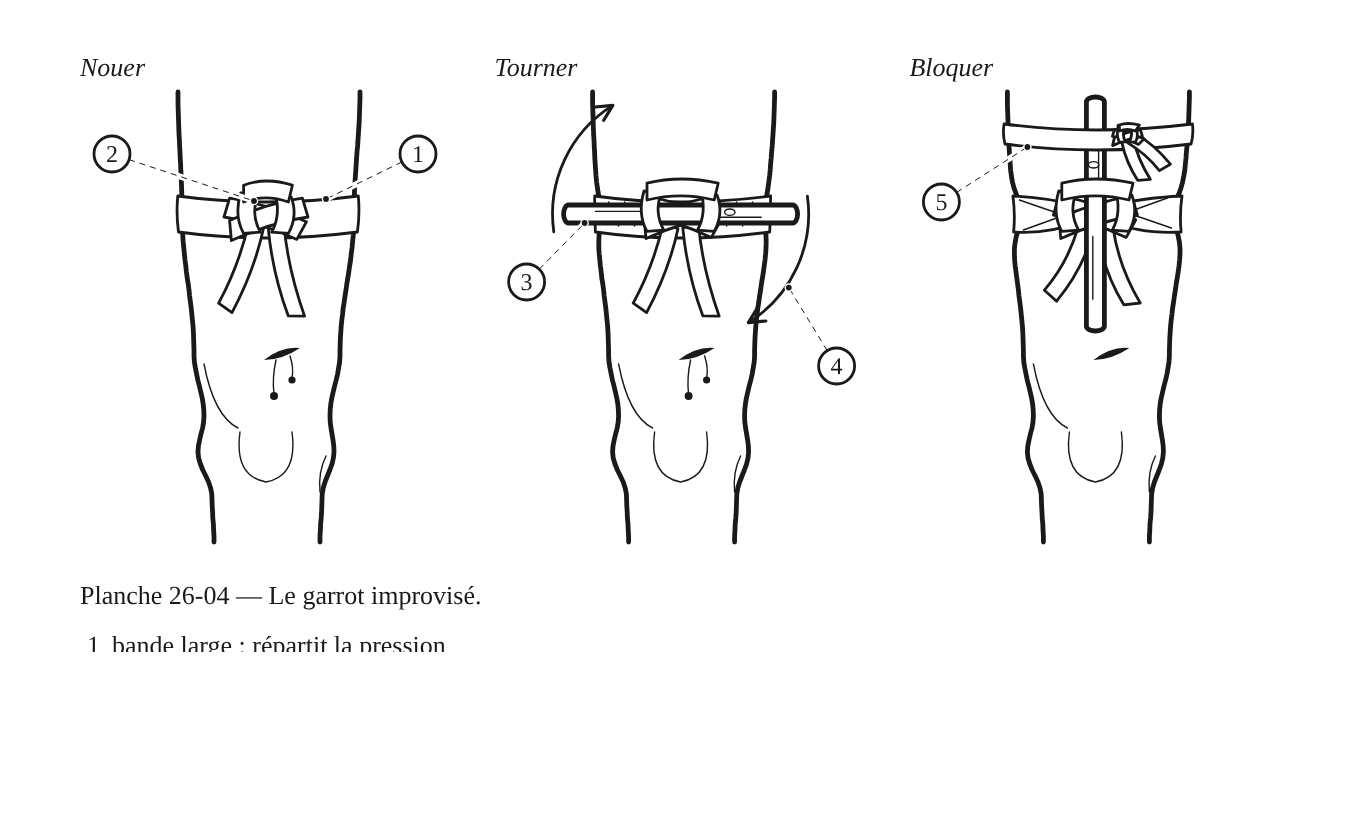 Nouer
Tourner
Bloquer
2
1
5
3
4
Planche 26-04 — Le garrot improvisé.
1 bande large : répartit la pression